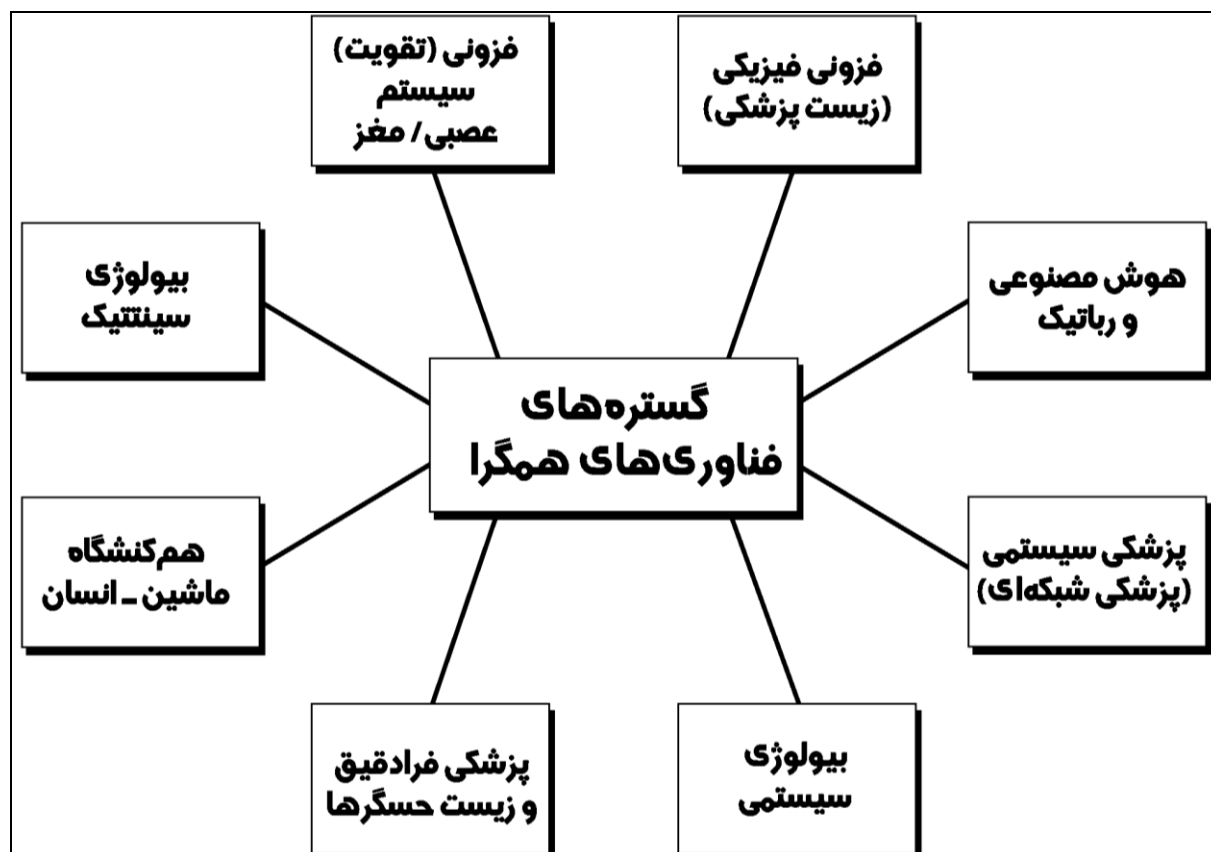 فزونی فیزیکی
(زیست پزشکی)
فزونی (تقویت)
سیستم
عصبی/ مغز
هوش مصنوعی
و رباتیک
بیولوژی
سینتتیک
گستره‌های
فناوری‌های همگرا
پزشکی سیستمی
(پزشکی شبکه‌ای)
هم‌کنشگاه
ماشین ـ انسان
بیولوژی
سیستمی
پزشکی فرادقیق
و زیست حسگرها